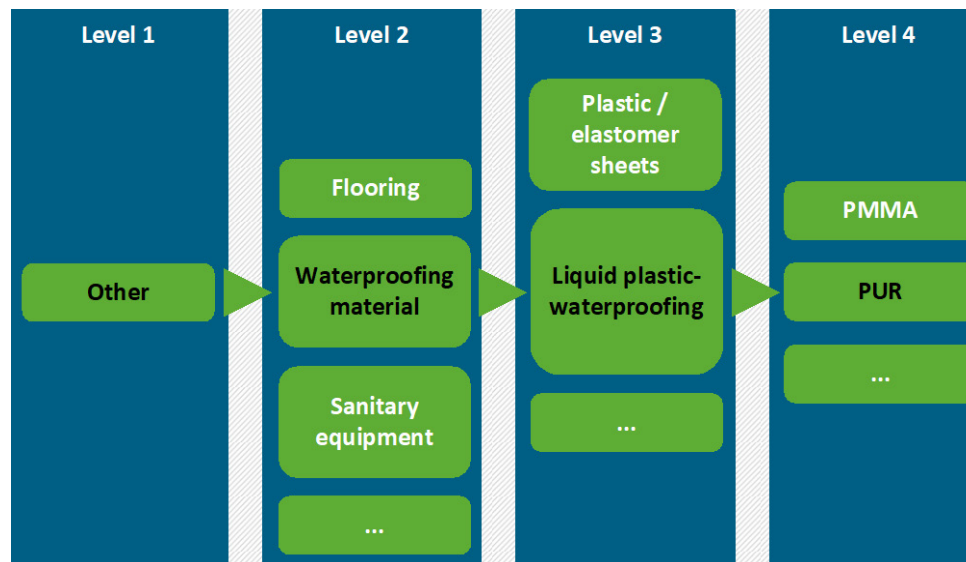 Level 1
Other
Level 2
Flooring
Waterproofing
material
Sanitary
equipment
...
Level 3
Plastic /
elastomer
sheets
Liquid plastic-
waterproofing
...
Level 4
PMMA
PUR
...